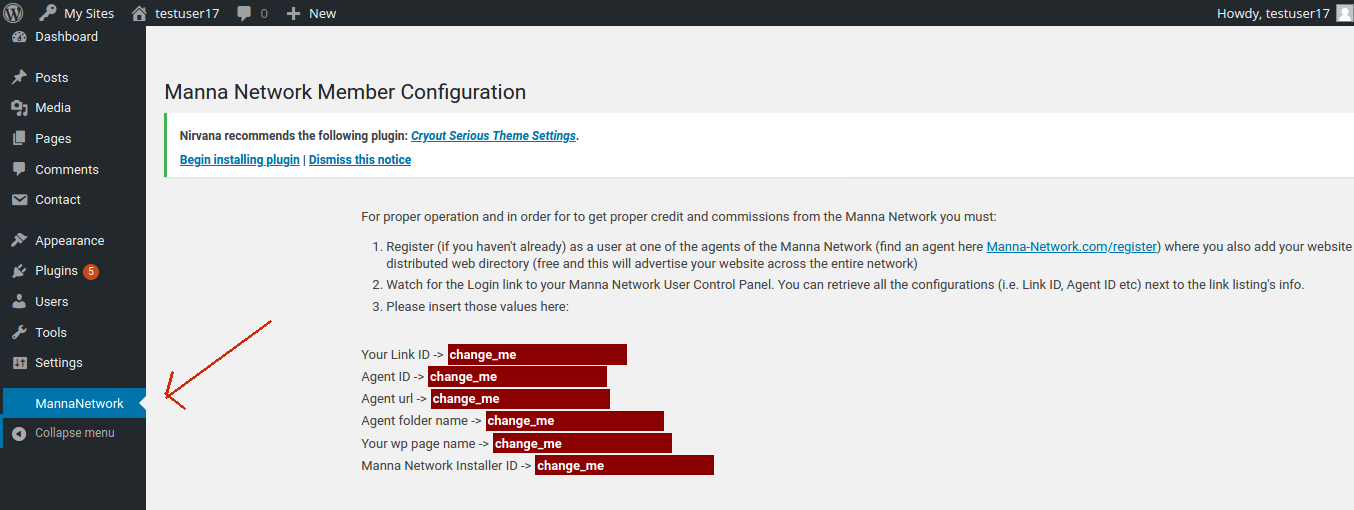 My Sites testuser17 0 New Howdy, testuser17
Dashboard
Posts
Media
Pages
Comments
Contact
Appearance
Plugins 5
Users
Tools
Settings
MannaNetwork
Collapse menu
Manna Network Member Configuration
Nirvana recommends the following plugin: Cryout Serious Theme Settings.
Begin installing plugin | Dismiss this notice
For proper operation and in order for to get proper credit and commissions from the Manna Network you must:
1. Register (if you haven't already) as a user at one of the agents of the Manna Network (find an agent here Manna-Network.com/register) where you also add your website
distributed web directory (free and this will advertise your website across the entire network)
2. Watch for the Login link to your Manna Network User Control Panel. You can retrieve all the configurations (i.e. Link ID, Agent ID etc) next to the link listing's info.
3. Please insert those values here:
Your Link ID -> change_me
Agent ID -> change_me
Agent url -> change_me
Agent folder name -> change_me
Your wp page name -> change_me
Manna Network Installer ID -> change_me